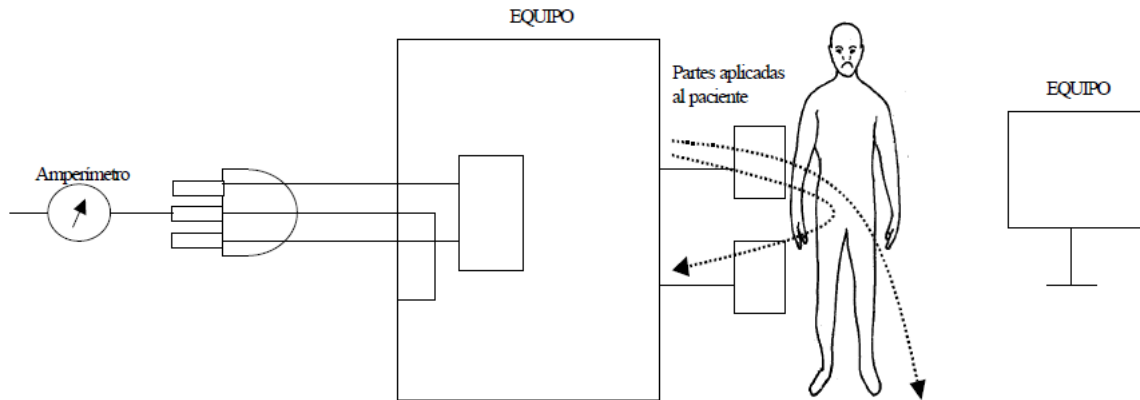 EQUIPO
Partes aplicadas
al paciente
EQUIPO
Amperímetro